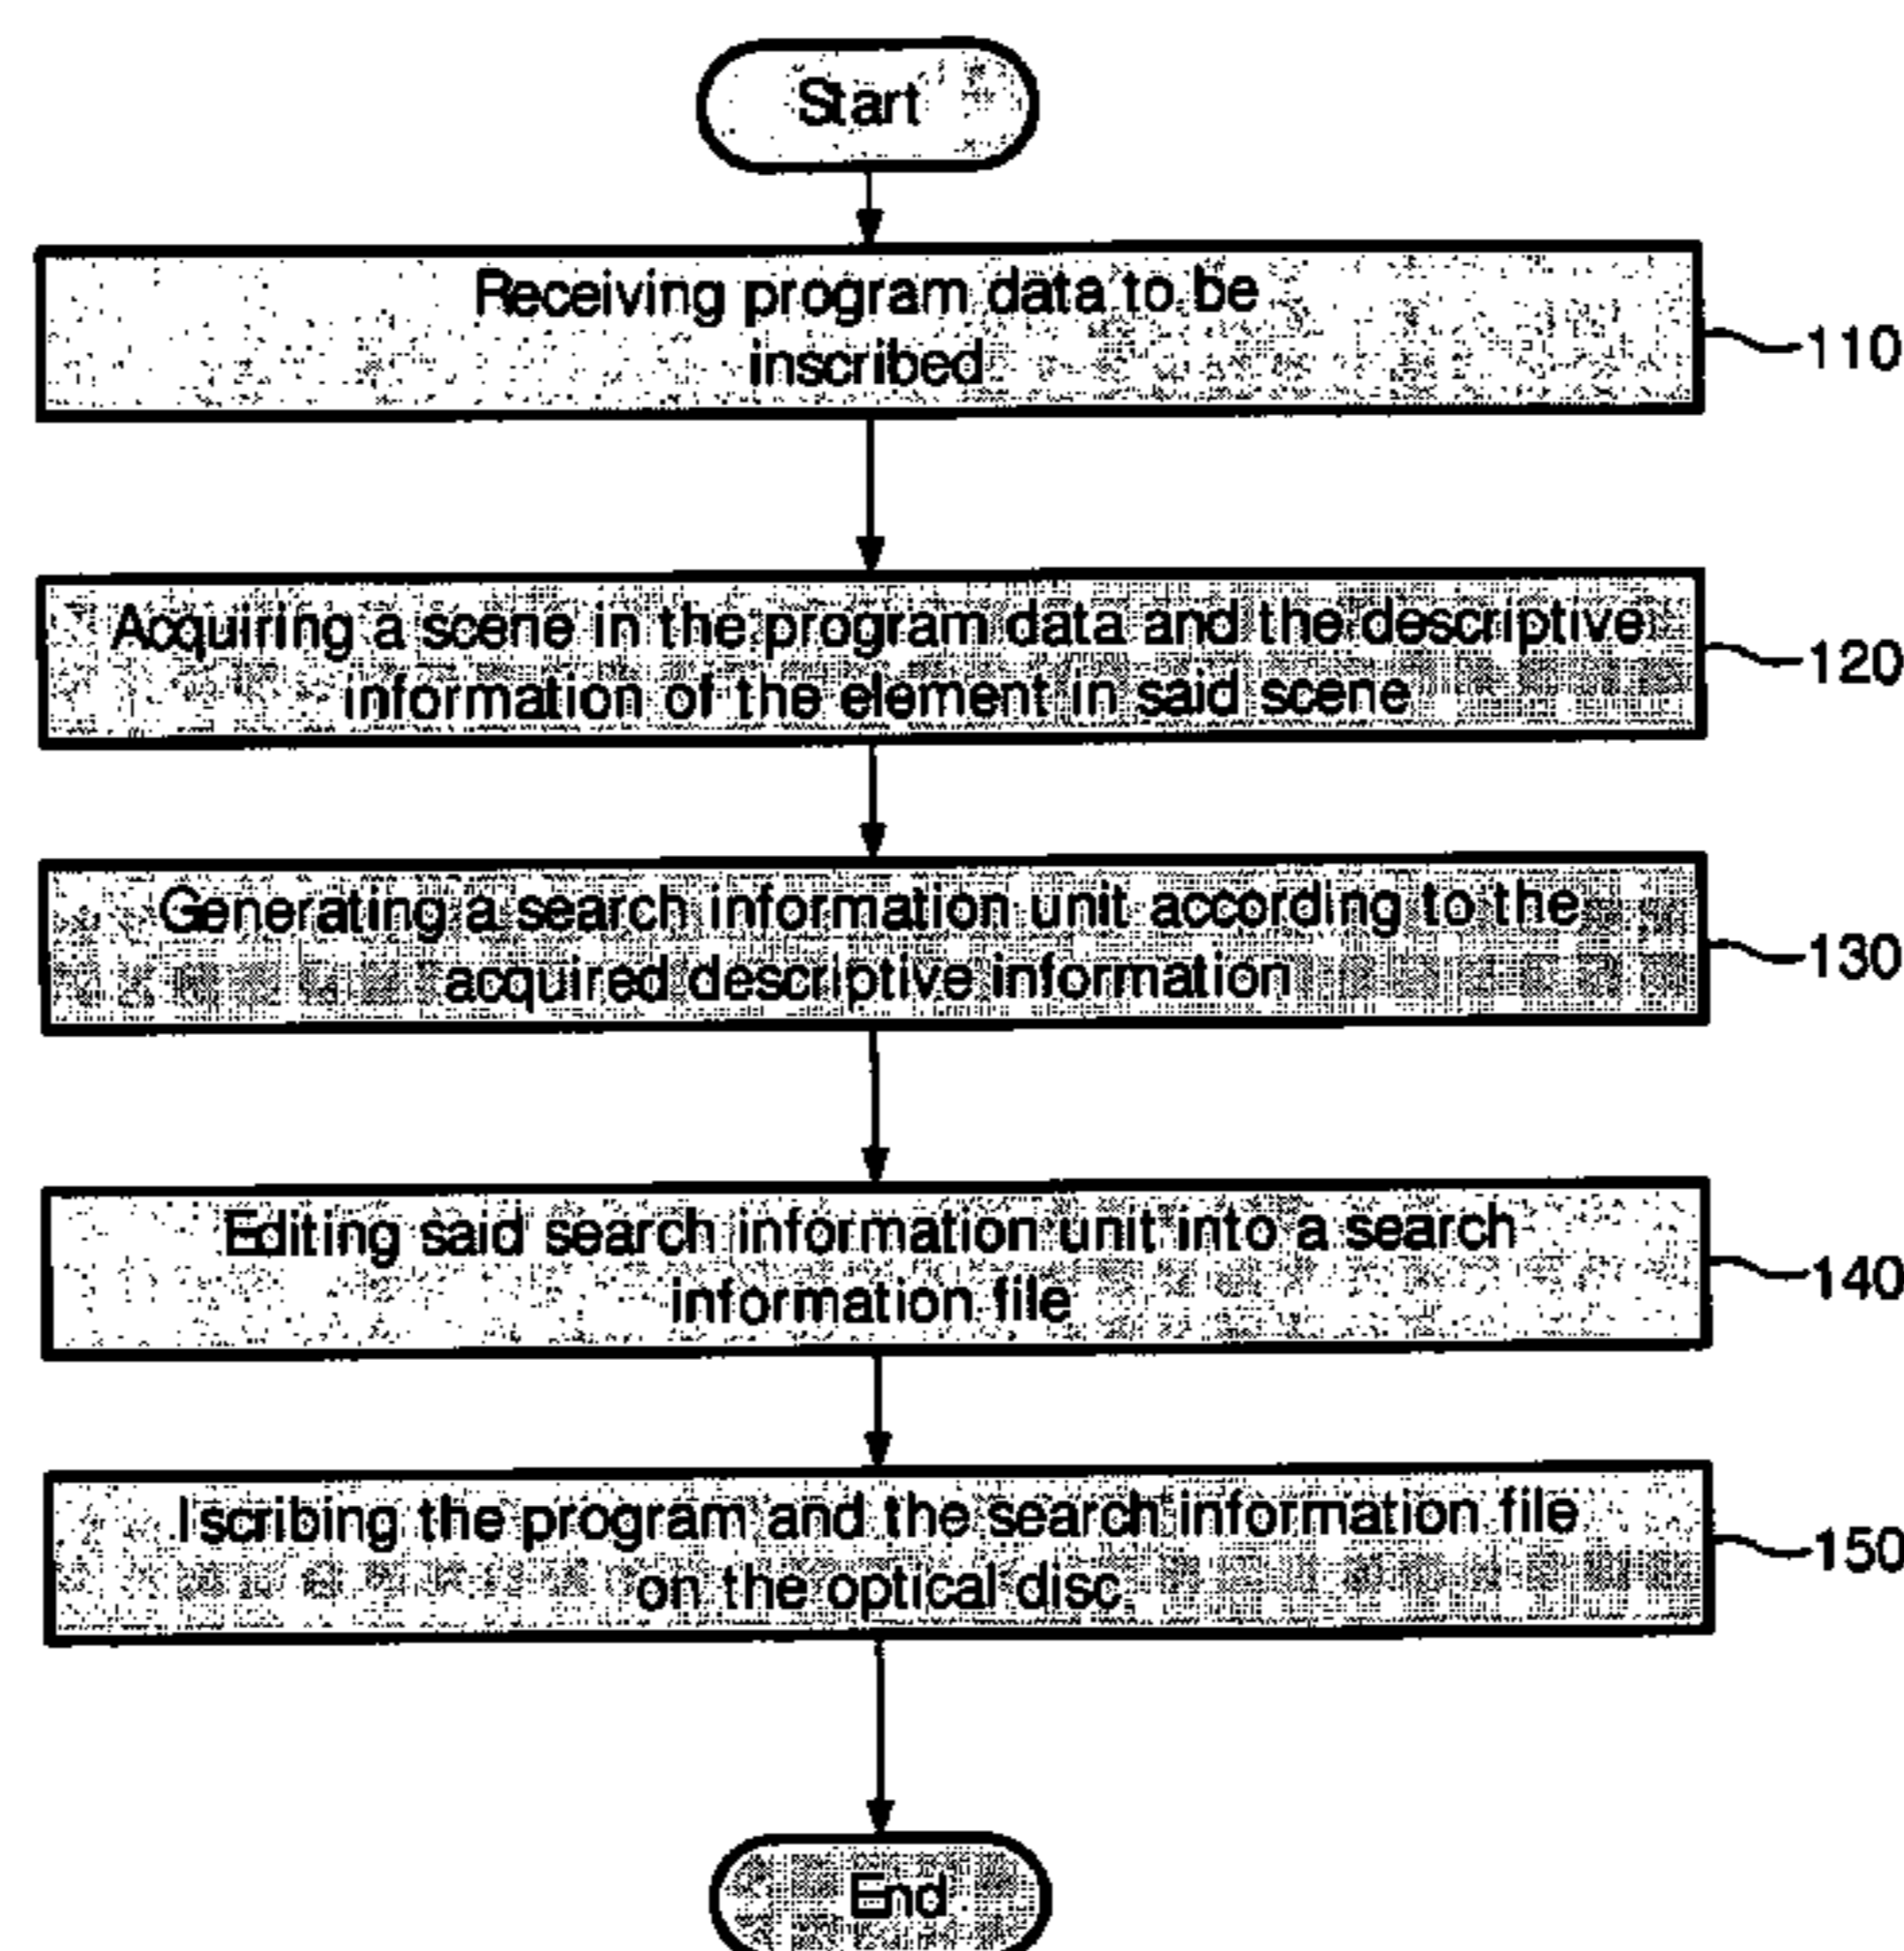 Start
Receiving program data to be
inscribed
110
Acquiring a scene in the program data and the descriptive
information of the element in said scene
120
Generating a search information unit according to the
acquired descriptive information
130
Editing said search information unit into a search
information file
140
Iscribing the program and the search information file
on the optical disc
150
End